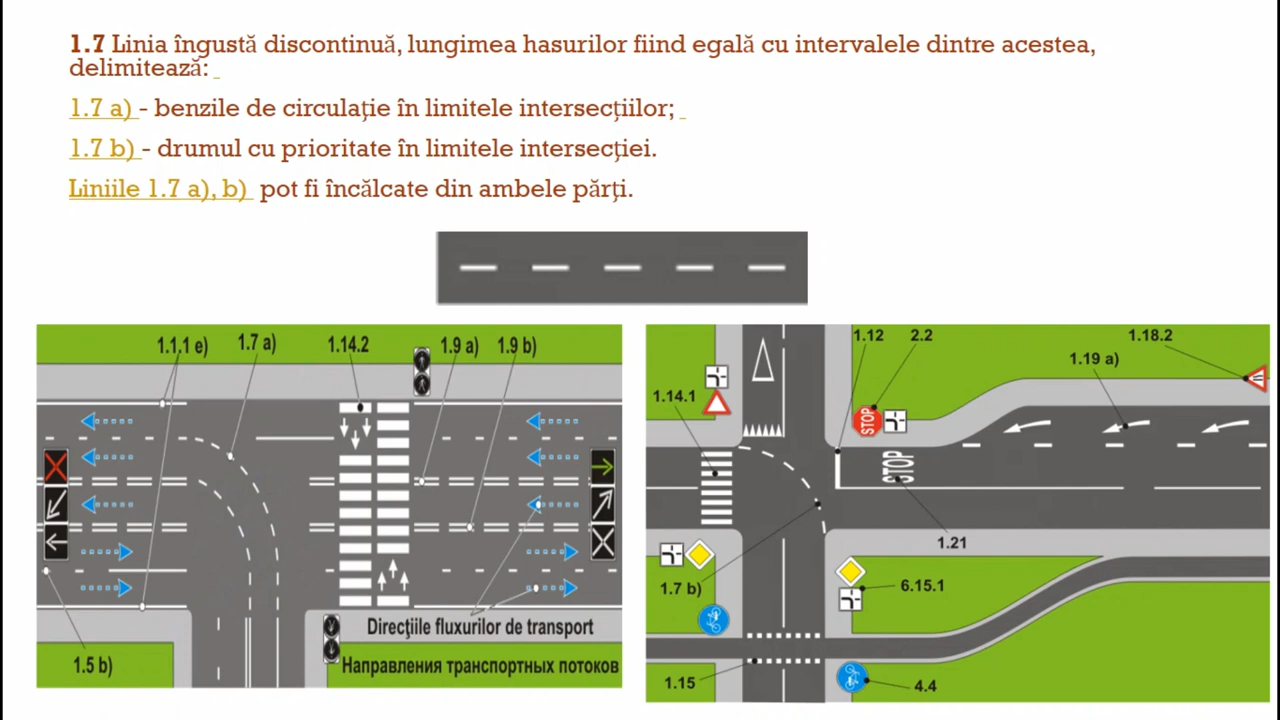 1.7 Linia îngustă discontinuă, lungimea hasurilor fiind egală cu intervalele dintre acestea,
delimitează:
1.7 a) - benzile de circulație în limitele intersecțiilor;
1.7 b) - drumul cu prioritate în limitele intersecției.
Liniile 1.7 a), b) pot fi încălcate din ambele părți.
1.1.1 e)
1.7 a)
1.14.2
1.9 a)
1.9 b)
Direcţiile fluxurilor de transport
Направления транспортных потоков
1.5 b)
1.12
2.2
1.18.2
1.19 a)
1.14.1
STOP
STOP
1.21
1.7 b)
6.15.1
1.15
4.4